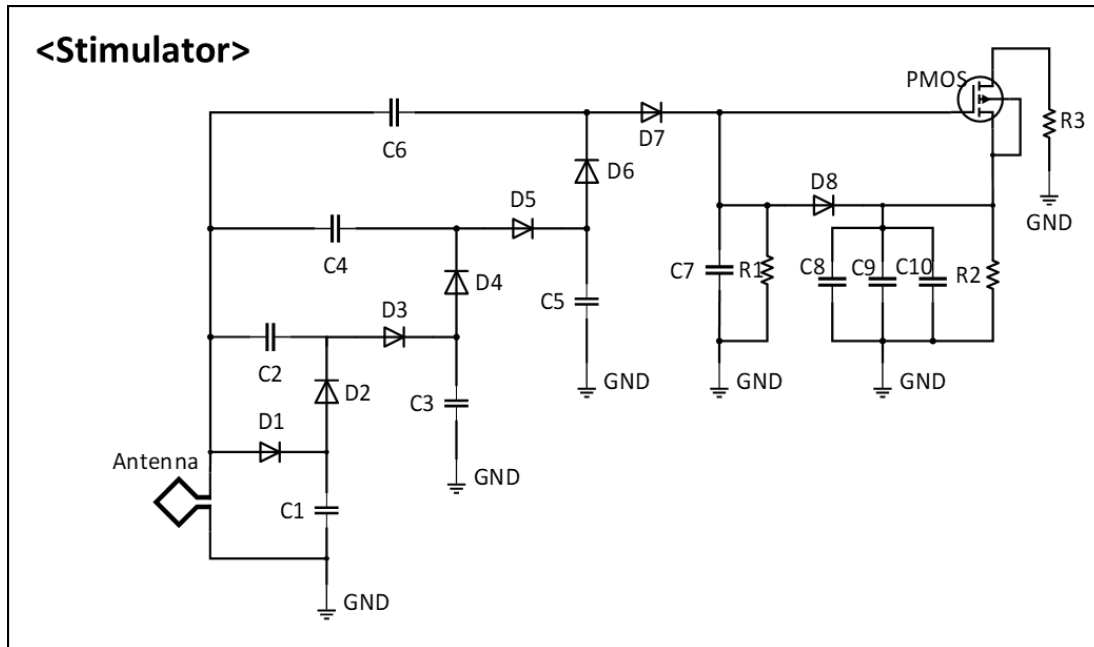 <Stimulator>
PMOS
R3
C6
D7
D6
GND
D5
D8
C4
C7
R1
C8
C9
C10
R2
D4
C5
D3
C2
GND
GND
GND
D2
C3
D1
Antenna
GND
C1
GND